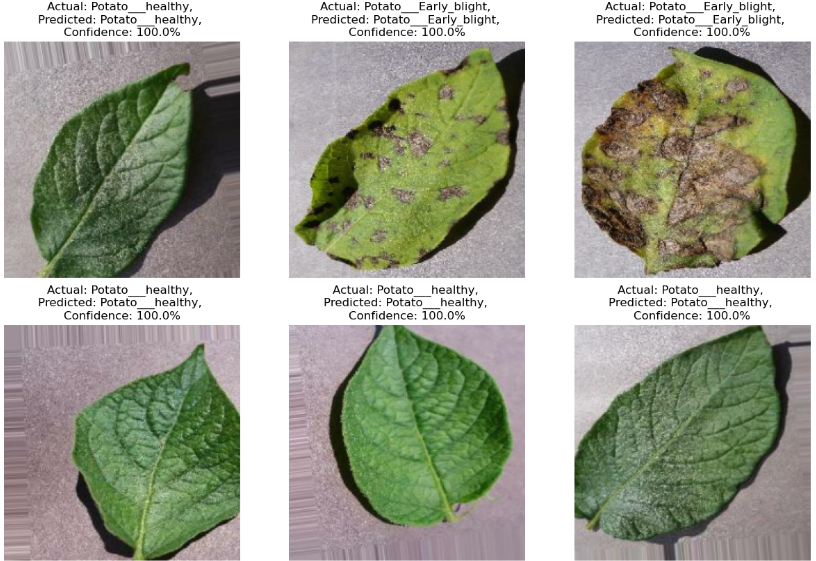 Actual: Potato___healthy,
Predicted: Potato___healthy,
Confidence: 100.0%
Actual: Potato___Early_blight,
Predicted: Potato___Early_blight,
Confidence: 100.0%
Actual: Potato___Early_blight,
Predicted: Potato___Early_blight,
Confidence: 100.0%
Actual: Potato___healthy,
Predicted: Potato___healthy,
Confidence: 100.0%
Actual: Potato___healthy,
Predicted: Potato___healthy,
Confidence: 100.0%
Actual: Potato___healthy,
Predicted: Potato___healthy,
Confidence: 100.0%